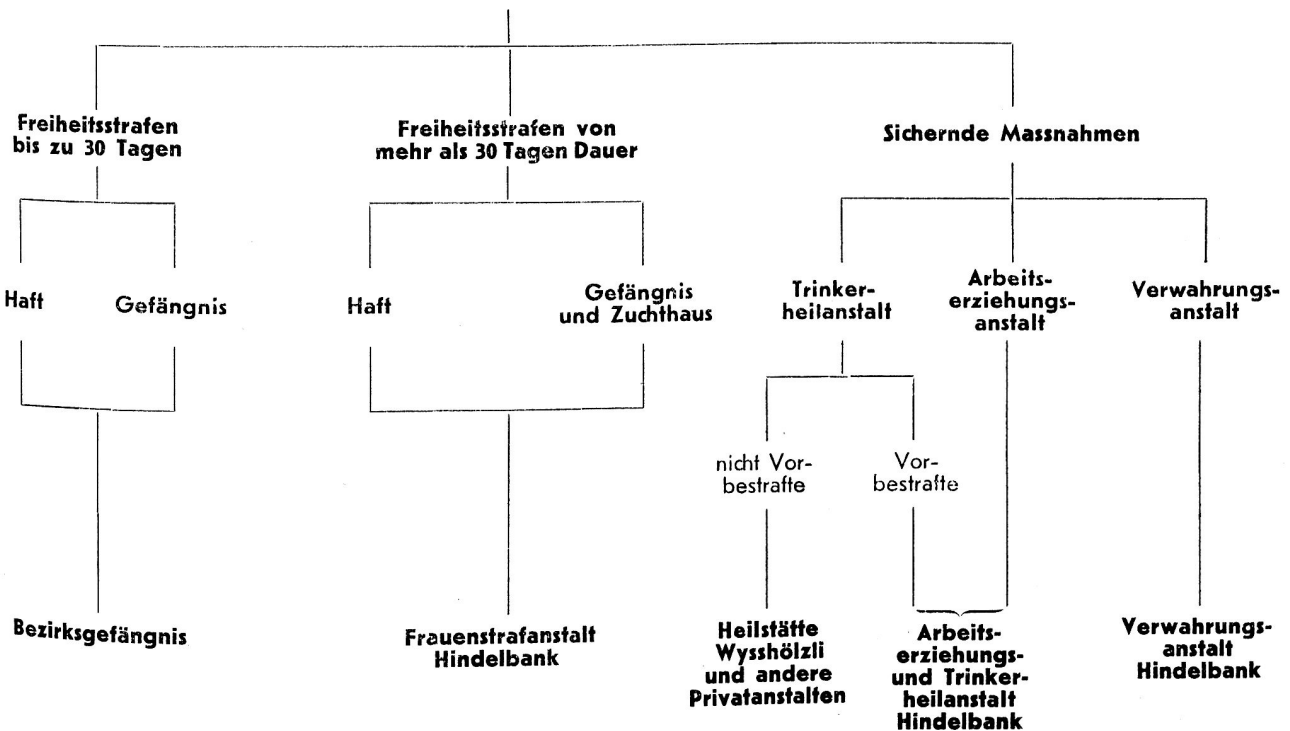 Freiheitsstrafen
bis zu 30 Tagen
Freiheitsstrafen von
mehr als 30 Tagen Dauer
Sichernde Massnahmen
Haft
Gefängnis
Haft
Gefängnis
und Zuchthaus
Trinker-
heilanstalt
Arbeits-
erziehungs-
anstalt
Verwahrungs-
anstalt
nicht Vor-
bestrafte
Vor-
bestrafte
Bezirksgefängnis
Frauenstrafanstalt
Hindelbank
Heilstätte
Wysshölzli
und andere
Privatanstalten
Arbeits-
erziehungs-
und Trinker-
heilanstalt
Hindelbank
Verwahrungs-
anstalt
Hindelbank